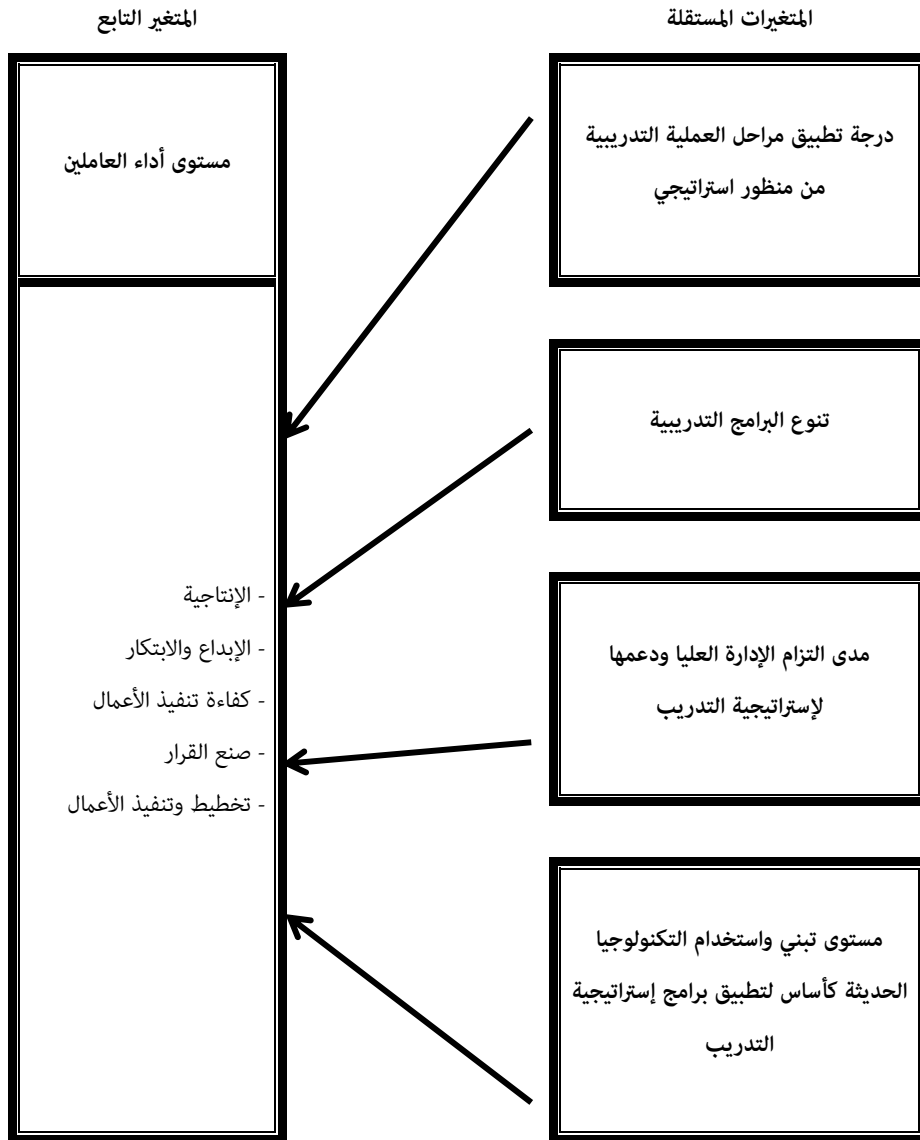 المتغيرات المستقلة
المتغير التابع
درجة تطبيق مراحل العملية التدريبية
من منظور استراتيجي
تنوع البرامج التدريبية
مدى التزام الإدارة العليا ودعمها
لإستراتيجية التدريب
مستوى تبني واستخدام التكنولوجيا
الحديثة كأساس لتطبيق برامج إستراتيجية
التدريب
مستوى أداء العاملين
- الإنتاجية
- الإبداع والابتكار
- كفاءة تنفيذ الأعمال
- صنع القرار
- تخطيط وتنفيذ الأعمال